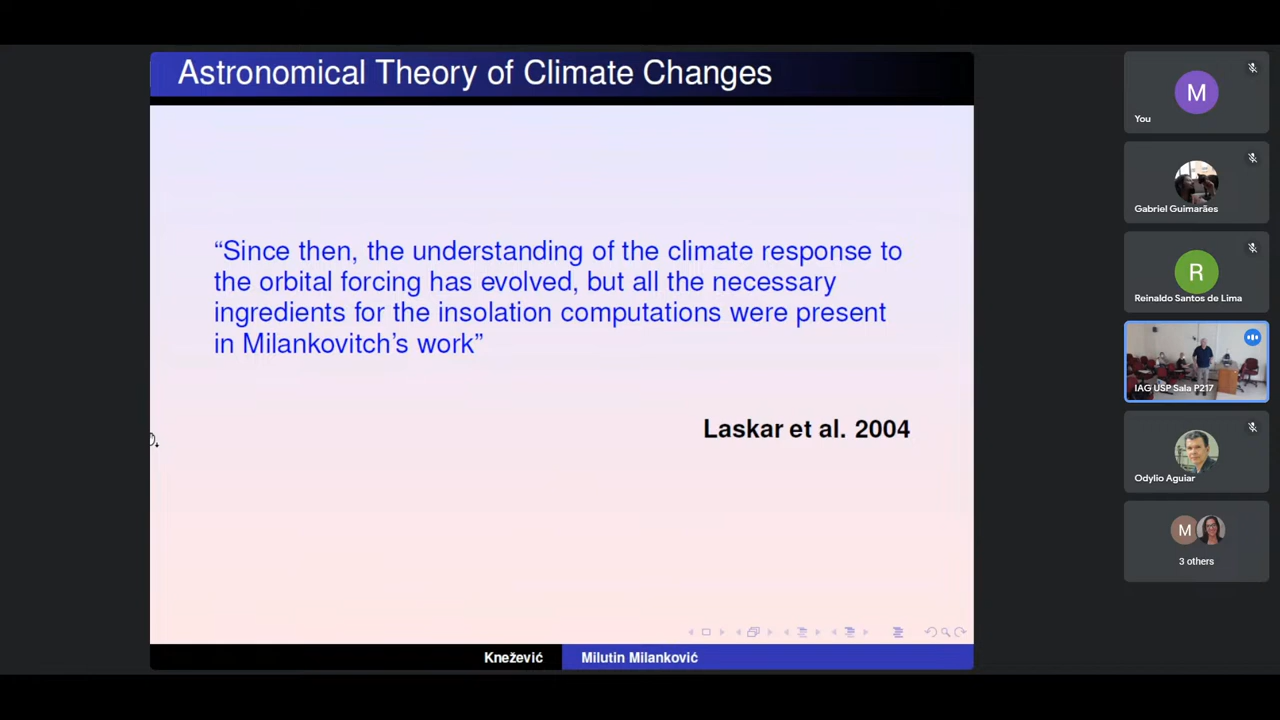 Astronomical Theory of Climate Changes
“Since then, the understanding of the climate response to
the orbital forcing has evolved, but all the necessary
ingredients for the insolation computations were present
in Milankovitch’s work”
Laskar et al. 2004
Knežević
Milutin Milanković
M
You
Gabriel Guimarães
R
Reinaldo Santos de Lima
IAG USP Sala P217
Odylio Aguiar
M
3 others